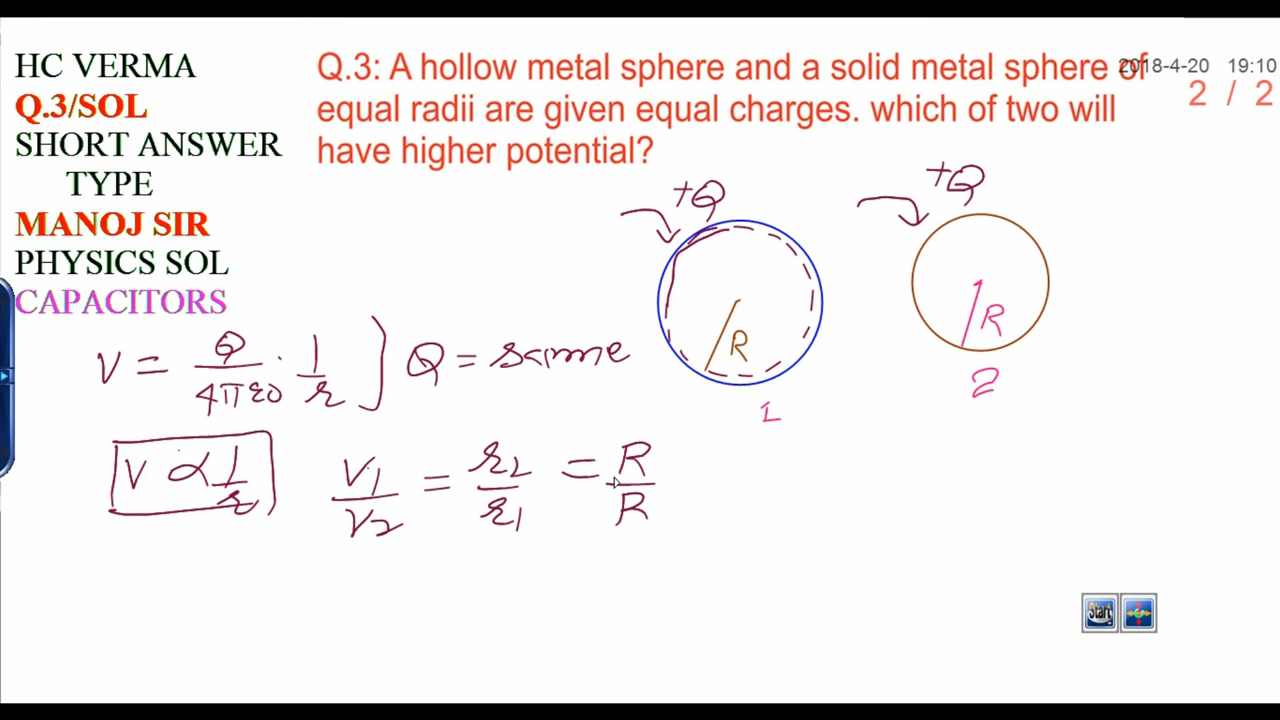 HC VERMA
Q.3/SOL
SHORT ANSWER
TYPE
MANOJ SIR
PHYSICS SOL
CAPACITORS
Q.3: A hollow metal sphere and a solid metal sphere of
equal radii are given equal charges. which of two will
have higher potential?
2018-4-20 19:10
2 / 2
+Q
+Q
R
R
1
2
V = Q/4πε0 · 1/r } Q = same
V ∝ 1/r
V1/V2 = r2/r1 = R/R
Start